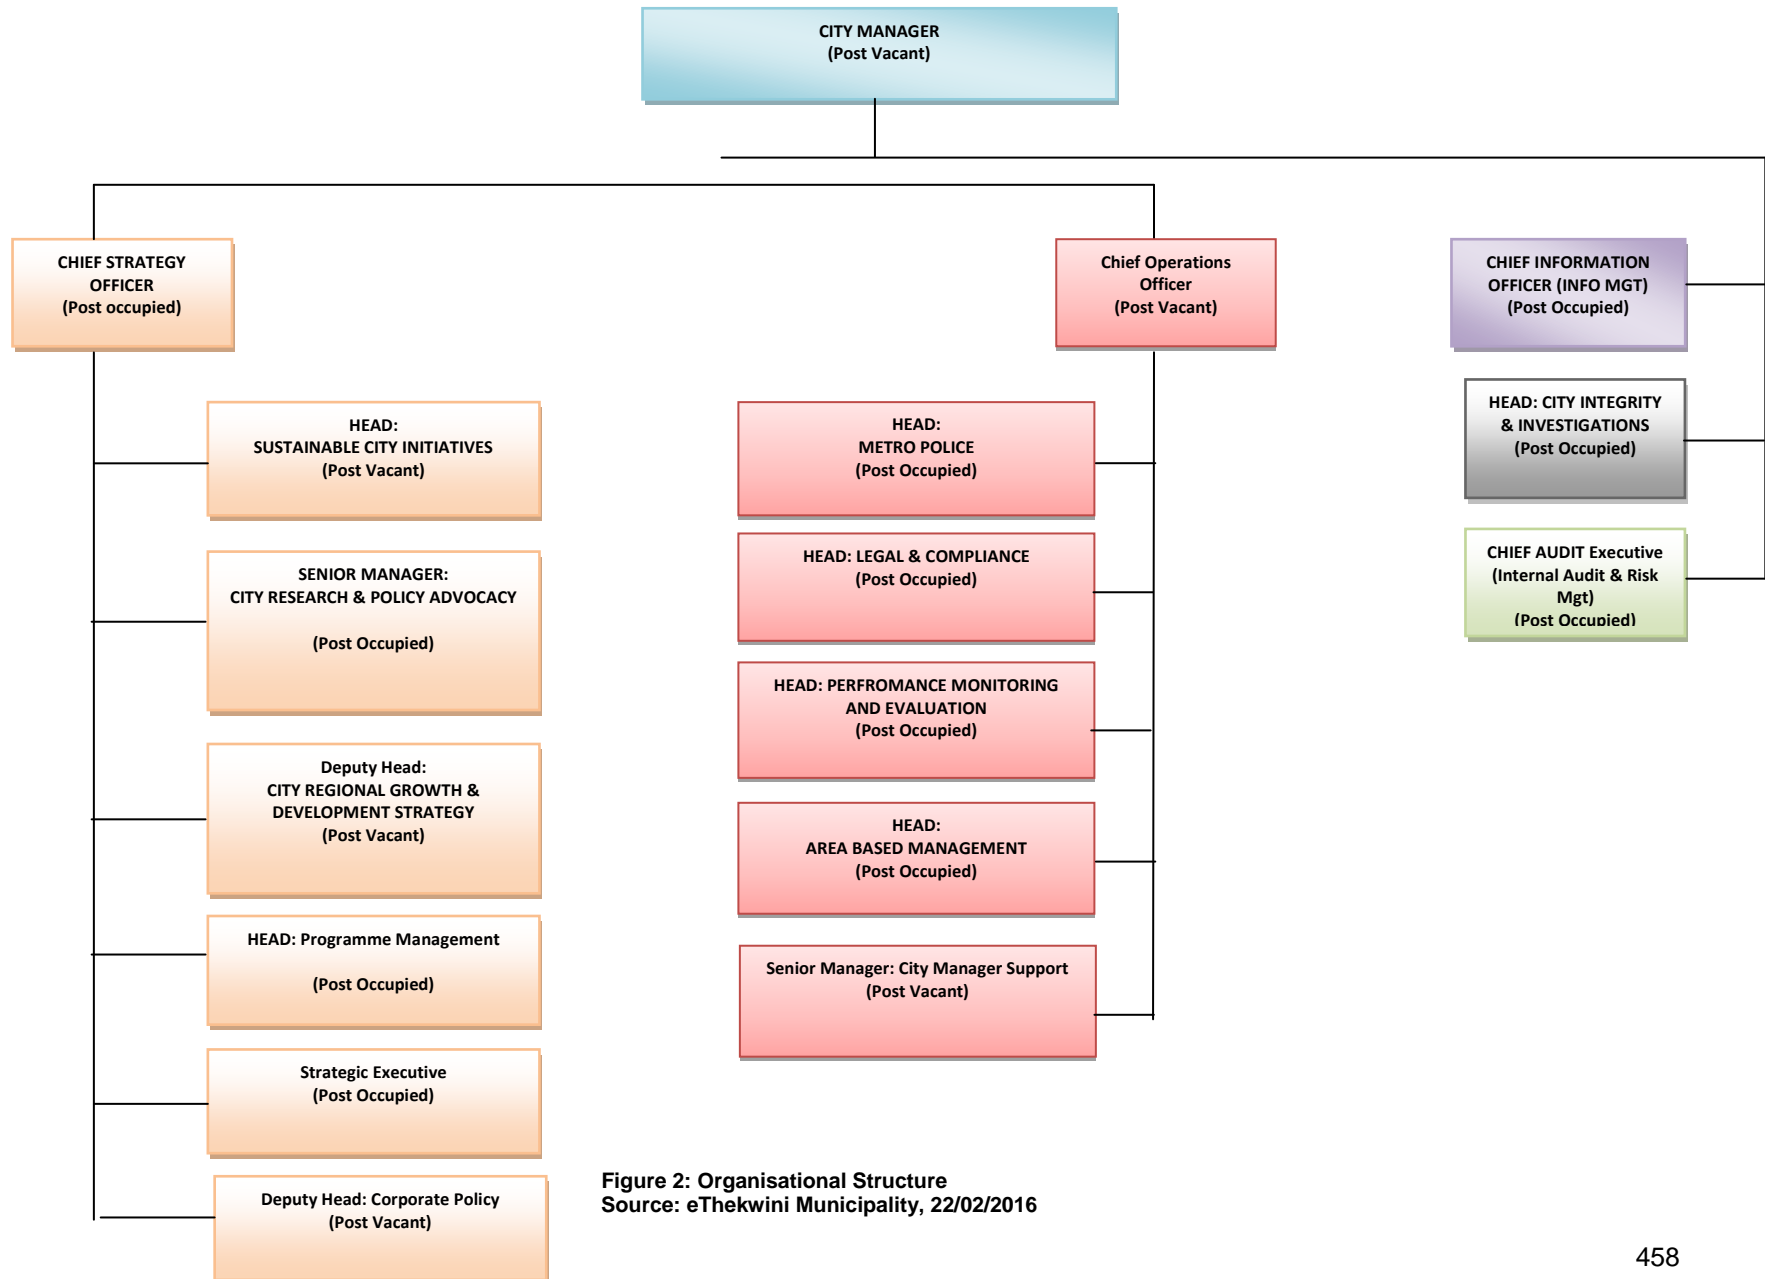 CITY MANAGER
(Post Vacant)
CHIEF STRATEGY
OFFICER
(Post occupied)
Chief Operations
Officer
(Post Vacant)
CHIEF INFORMATION
OFFICER (INFO MGT)
(Post Occupied)
HEAD:
SUSTAINABLE CITY INITIATIVES
(Post Vacant)
HEAD:
METRO POLICE
(Post Occupied)
HEAD: CITY INTEGRITY
& INVESTIGATIONS
(Post Occupied)
SENIOR MANAGER:
CITY RESEARCH & POLICY ADVOCACY
(Post Occupied)
HEAD: LEGAL & COMPLIANCE
(Post Occupied)
CHIEF AUDIT Executive
(Internal Audit & Risk
Mgt)
(Post Occupied)
HEAD: PERFROMANCE MONITORING
AND EVALUATION
(Post Occupied)
Deputy Head:
CITY REGIONAL GROWTH &
DEVELOPMENT STRATEGY
(Post Vacant)
HEAD:
AREA BASED MANAGEMENT
(Post Occupied)
HEAD: Programme Management
(Post Occupied)
Senior Manager: City Manager Support
(Post Vacant)
Strategic Executive
(Post Occupied)
Deputy Head: Corporate Policy
(Post Vacant)
Figure 2: Organisational Structure
Source: eThekwini Municipality, 22/02/2016
458